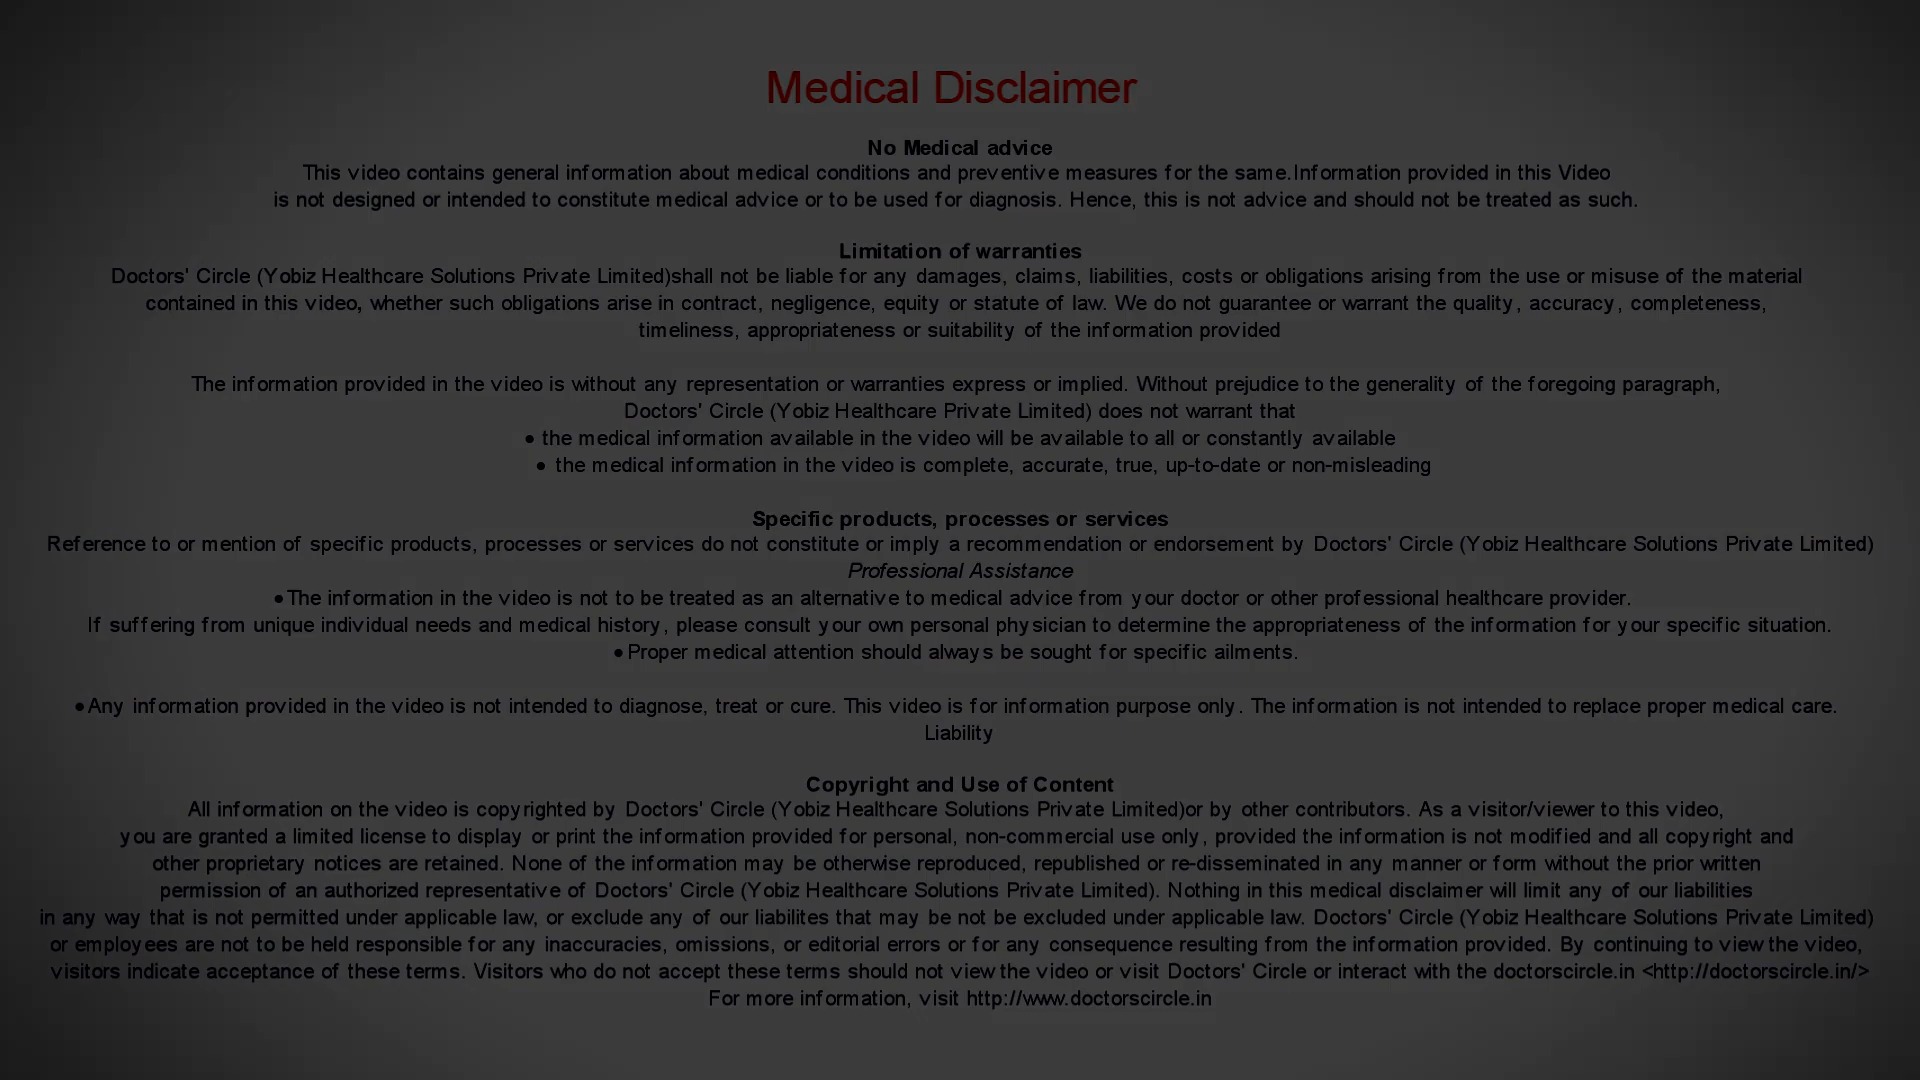 Medical Disclaimer
No Medical advice
This video contains general information about medical conditions and preventive measures for the same.Information provided in this Video
is not designed or intended to constitute medical advice or to be used for diagnosis. Hence, this is not advice and should not be treated as such.
Limitation of warranties
Doctors' Circle (Yobiz Healthcare Solutions Private Limited)shall not be liable for any damages, claims, liabilities, costs or obligations arising from the use or misuse of the material
contained in this video, whether such obligations arise in contract, negligence, equity or statute of law. We do not guarantee or warrant the quality, accuracy, completeness,
timeliness, appropriateness or suitability of the information provided
The information provided in the video is without any representation or warranties express or implied. Without prejudice to the generality of the foregoing paragraph,
Doctors' Circle (Yobiz Healthcare Private Limited) does not warrant that
• the medical information available in the video will be available to all or constantly available
• the medical information in the video is complete, accurate, true, up-to-date or non-misleading
Specific products, processes or services
Reference to or mention of specific products, processes or services do not constitute or imply a recommendation or endorsement by Doctors' Circle (Yobiz Healthcare Solutions Private Limited)
Professional Assistance
•The information in the video is not to be treated as an alternative to medical advice from your doctor or other professional healthcare provider.
If suffering from unique individual needs and medical history, please consult your own personal physician to determine the appropriateness of the information for your specific situation.
•Proper medical attention should always be sought for specific ailments.
•Any information provided in the video is not intended to diagnose, treat or cure. This video is for information purpose only. The information is not intended to replace proper medical care.
Liability
Copyright and Use of Content
All information on the video is copyrighted by Doctors' Circle (Yobiz Healthcare Solutions Private Limited)or by other contributors. As a visitor/viewer to this video,
you are granted a limited license to display or print the information provided for personal, non-commercial use only, provided the information is not modified and all copyright and
other proprietary notices are retained. None of the information may be otherwise reproduced, republished or re-disseminated in any manner or form without the prior written
permission of an authorized representative of Doctors' Circle (Yobiz Healthcare Solutions Private Limited). Nothing in this medical disclaimer will limit any of our liabilities
in any way that is not permitted under applicable law, or exclude any of our liabilites that may be not be excluded under applicable law. Doctors' Circle (Yobiz Healthcare Solutions Private Limited)
or employees are not to be held responsible for any inaccuracies, omissions, or editorial errors or for any consequence resulting from the information provided. By continuing to view the video,
visitors indicate acceptance of these terms. Visitors who do not accept these terms should not view the video or visit Doctors' Circle or interact with the doctorscircle.in <http://doctorscircle.in/>
For more information, visit http://www.doctorscircle.in